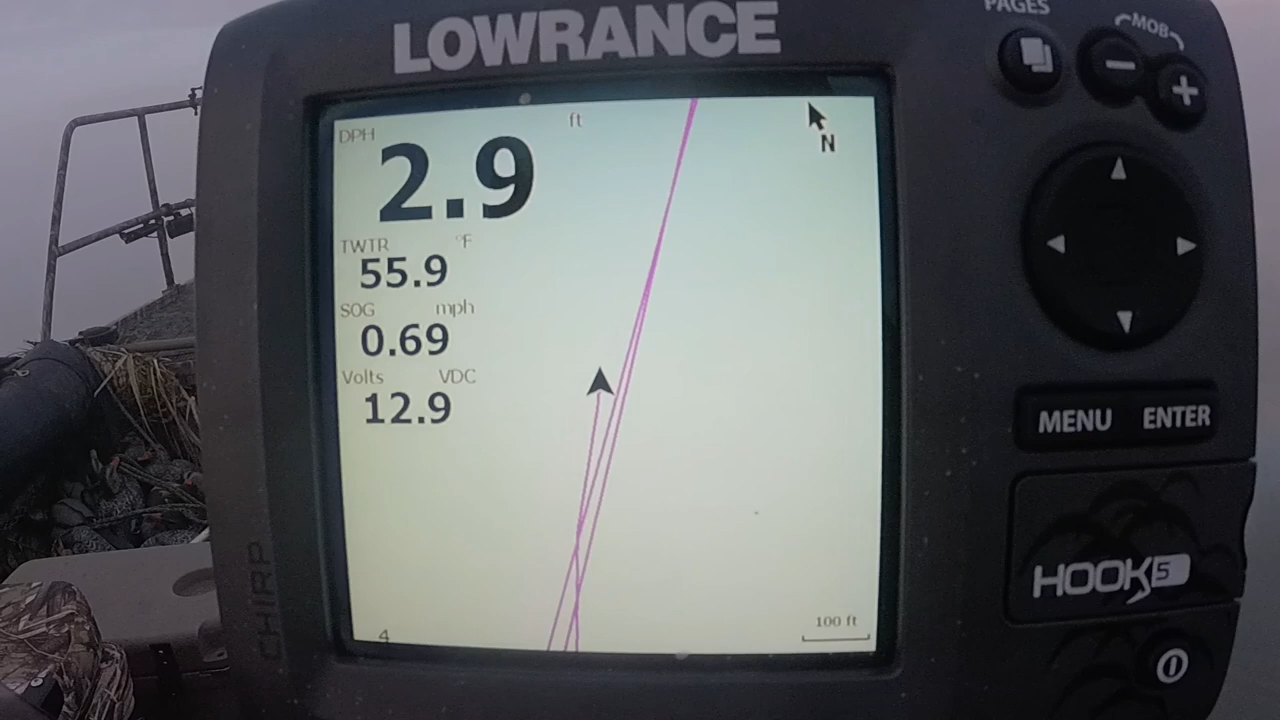 PAGES
MOB
LOWRANCE
DPH ft
2.9
N
TWTR °F
55.9
SOG mph
0.69
Volts VDC
12.9
MENU ENTER
CHIRP
HOOK5
4
100 ft